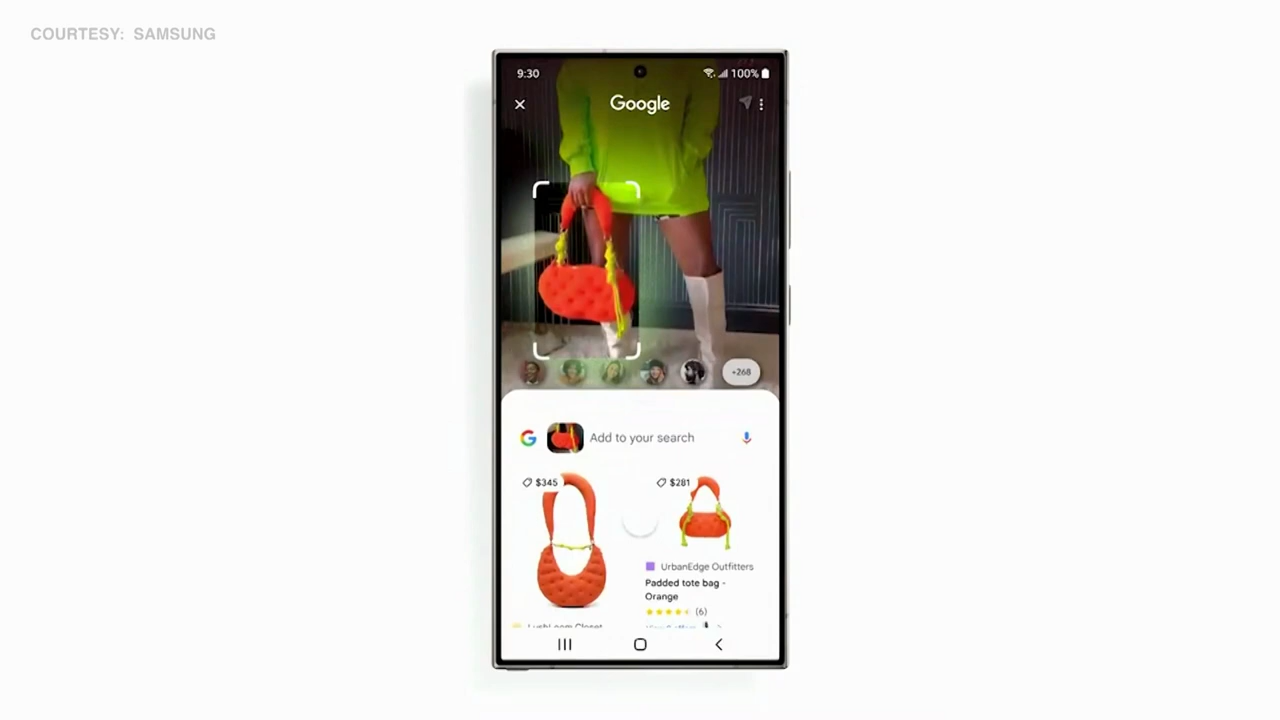 COURTESY: SAMSUNG
9:30
100%
Google
+268
Add to your search
$345
$281
UrbanEdge Outfitters
Padded tote bag -
Orange
(6)